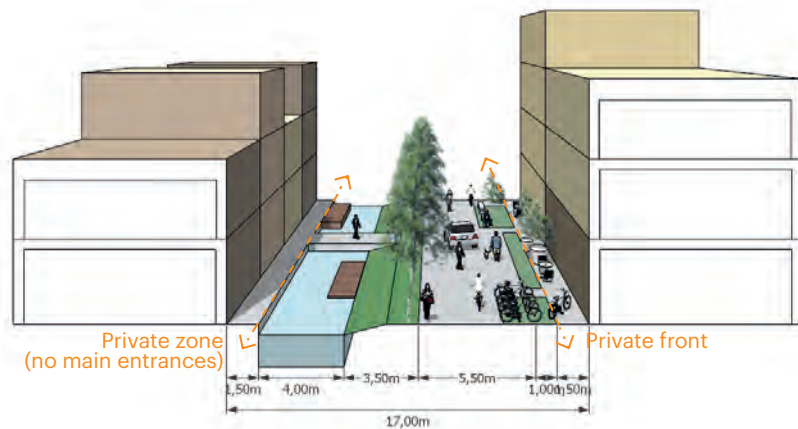 Private zone
(no main entrances)
Private front
1,50m
4,00m
3,50m
5,50m
1,00m
1,50m
17,00m